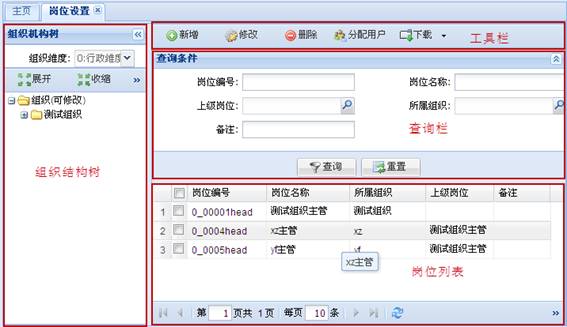 主页 岗位设置
组织机构树
组织维度: 0:行政维度
展开 收缩 »
组织(可修改)
测试组织
组织结构树
新增 修改 删除 分配用户 下载
工具栏
查询条件
岗位编号: 岗位名称:
上级岗位: 所属组织:
备注:
查询栏
查询 重置
岗位编号 岗位名称 所属组织 上级岗位 备注
1 0_00001head 测试组织主管 测试组织
2 0_0004head xz主管 xz 测试组织主管
3 0_0005head yf主管 yf 测试组织主管
xz主管
岗位列表
第 1 页共 1 页 每页 10 条 »